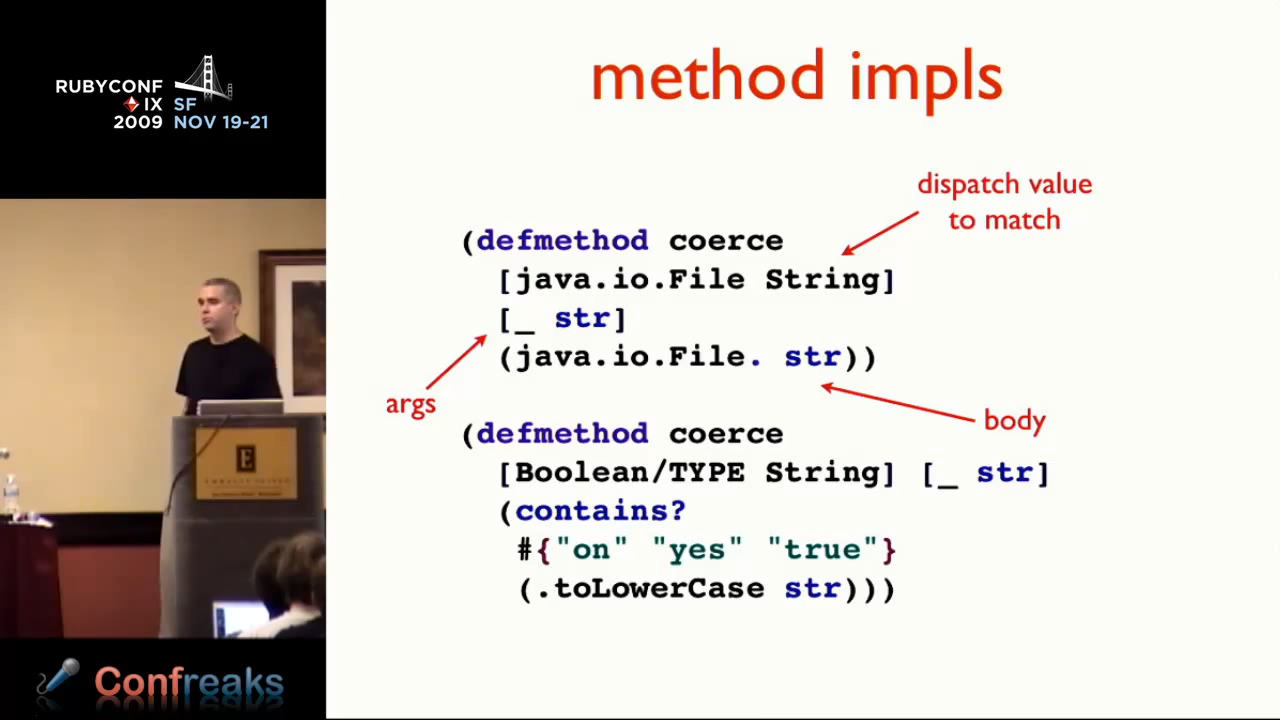 RUBYCONF
IX SF
2009 NOV 19-21
method impls
dispatch value
to match
(defmethod coerce
[java.io.File String]
[_ str]
(java.io.File. str))
args
body
(defmethod coerce
[Boolean/TYPE String] [_ str]
(contains?
#{"on" "yes" "true"}
(.toLowerCase str)))
E
Confreaks